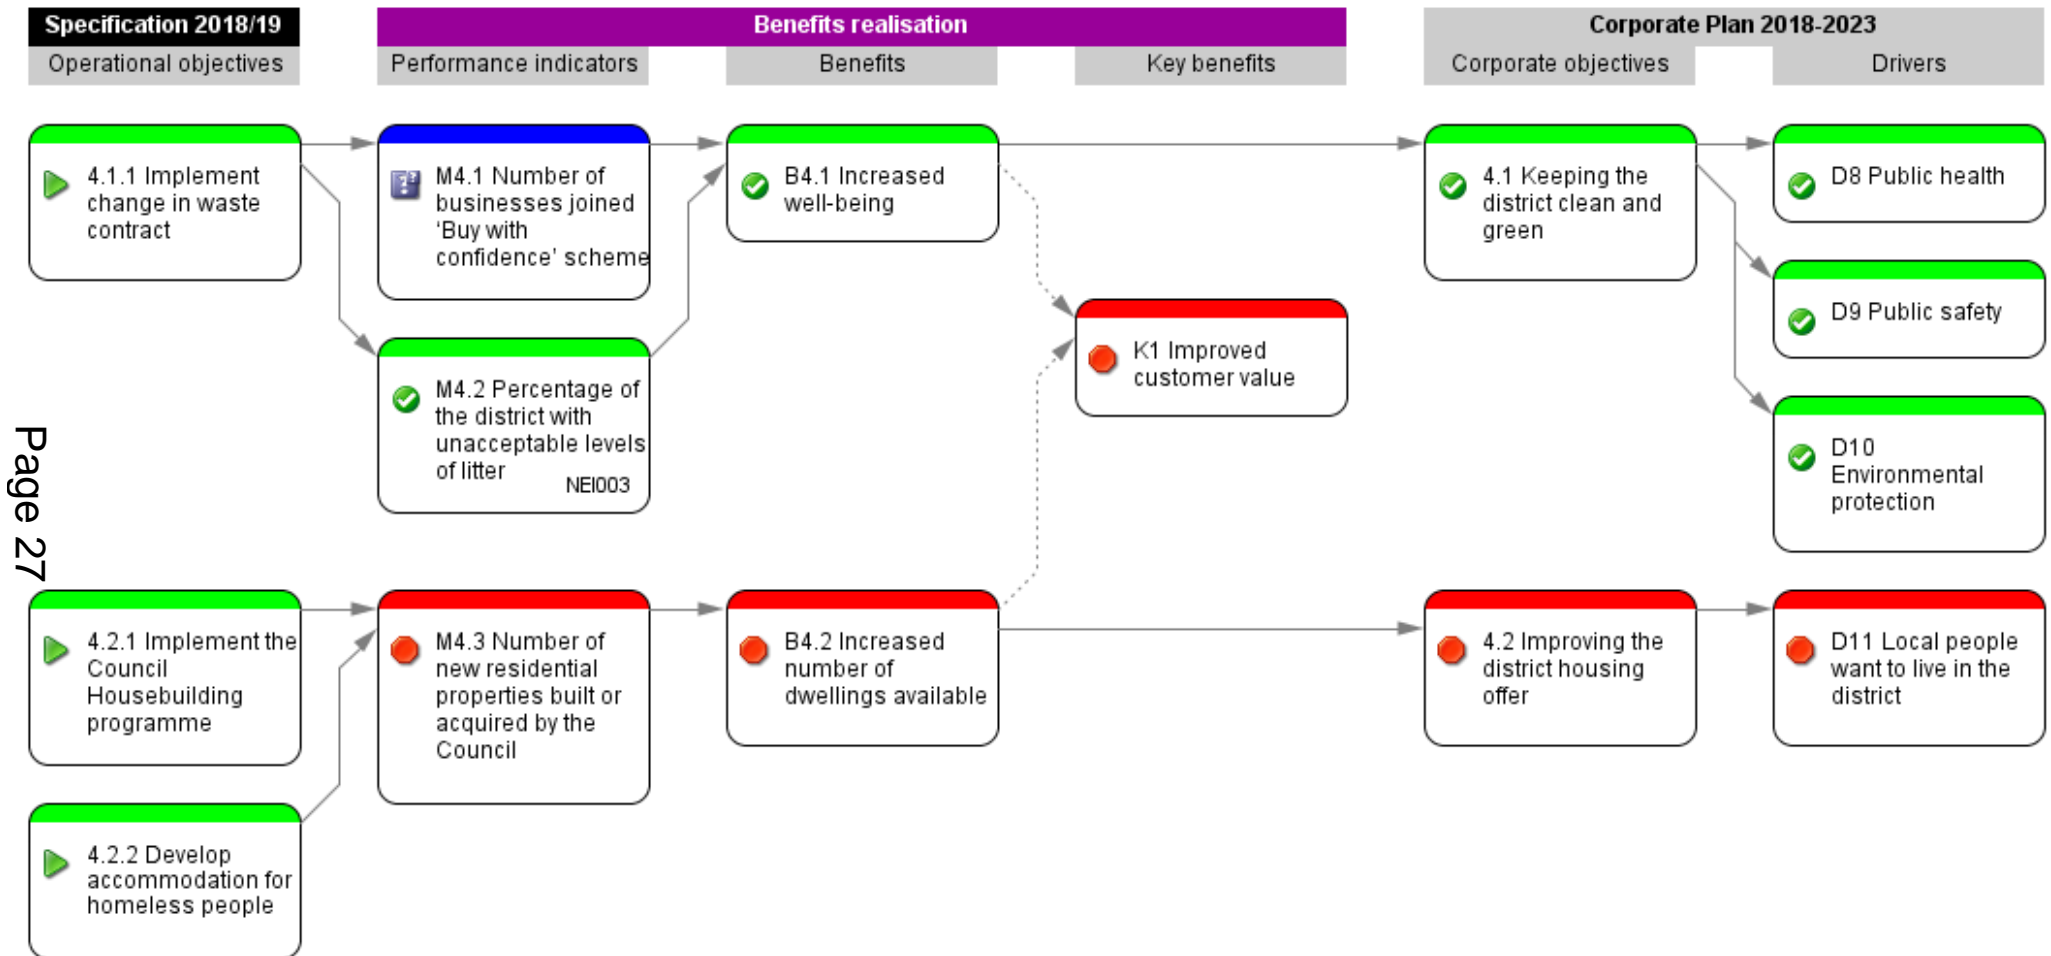 Specification 2018/19
Benefits realisation
Corporate Plan 2018-2023
Operational objectives
Performance indicators
Benefits
Key benefits
Corporate objectives
Drivers
4.1.1 Implement
change in waste
contract
M4.1 Number of
businesses joined
‘Buy with
confidence’ scheme
B4.1 Increased
well-being
4.1 Keeping the
district clean and
green
D8 Public health
D9 Public safety
K1 Improved
customer value
M4.2 Percentage of
the district with
unacceptable levels
of litter
NEI003
D10
Environmental
protection
Page 27
4.2.1 Implement the
Council
Housebuilding
programme
M4.3 Number of
new residential
properties built or
acquired by the
Council
B4.2 Increased
number of
dwellings available
4.2 Improving the
district housing
offer
D11 Local people
want to live in the
district
4.2.2 Develop
accommodation for
homeless people